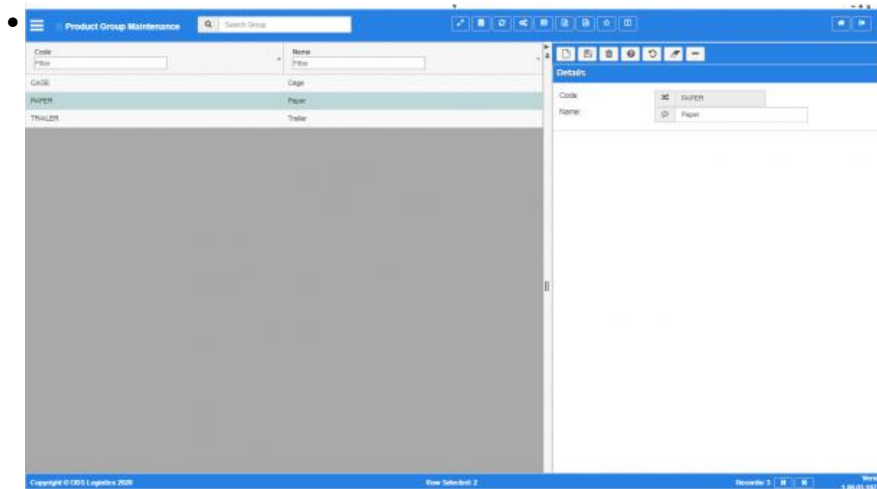 Product Group Maintenance
Search Group
Code
Name
Filter
Filter
CAGE
Cage
PAPER
Paper
TRAILER
Trailer
Details
Code
PAPER
Name:
Paper
Copyright © OBS Logistics 2020
Row Selected: 2
Records: 3